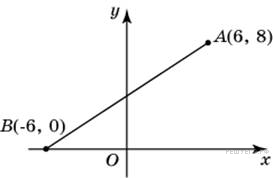 y
A(6, 8)
B(-6, 0)
O
x